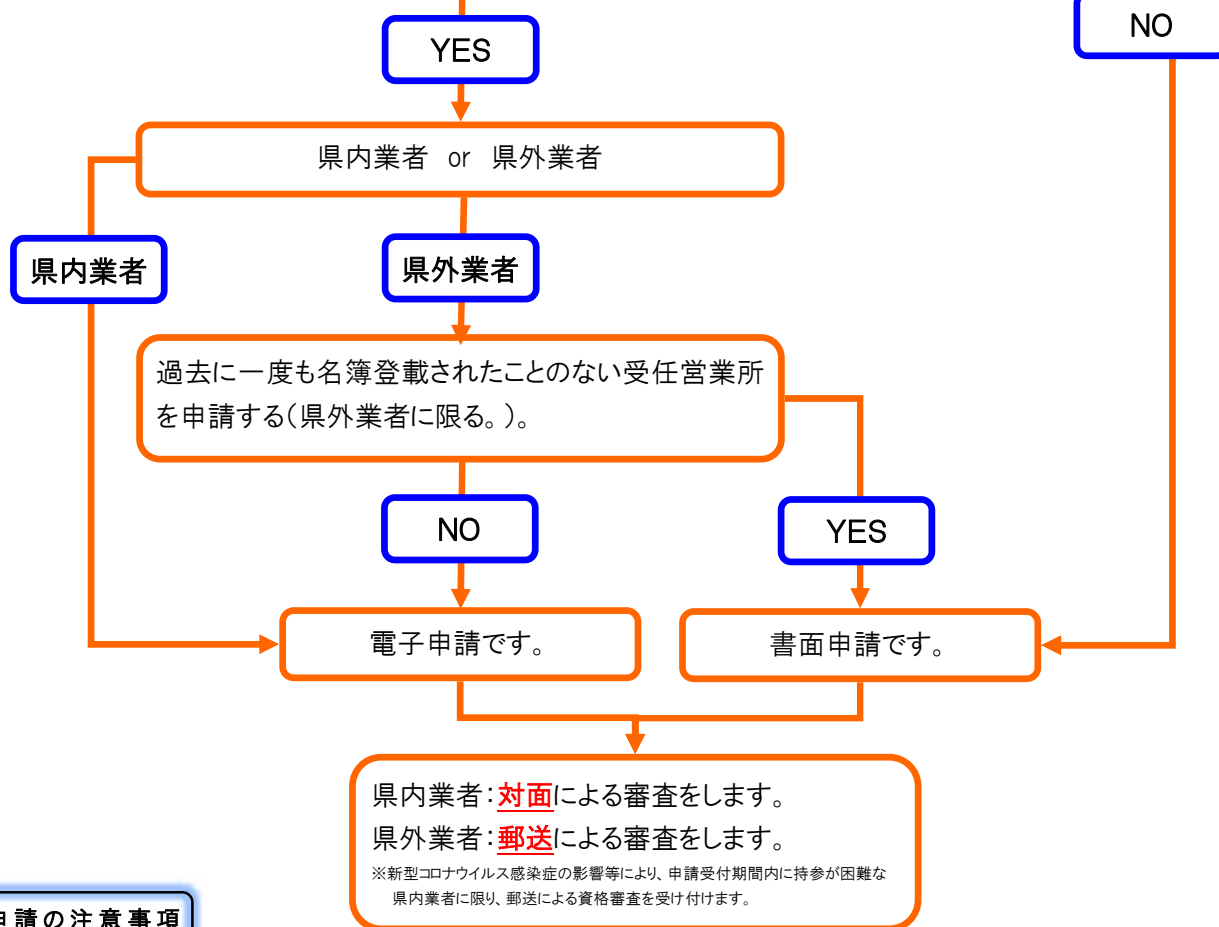 YES
NO
県内業者 or 県外業者
県内業者
県外業者
過去に一度も名簿登載されたことのない受任営業所
を申請する(県外業者に限る。)。
NO
YES
電子申請です。
書面申請です。
県内業者:対面による審査をします。
県外業者:郵送による審査をします。
※新型コロナウイルス感染症の影響等により、申請受付期間内に持参が困難な
県内業者に限り、郵送による資格審査を受け付けます。
申請の注意事項